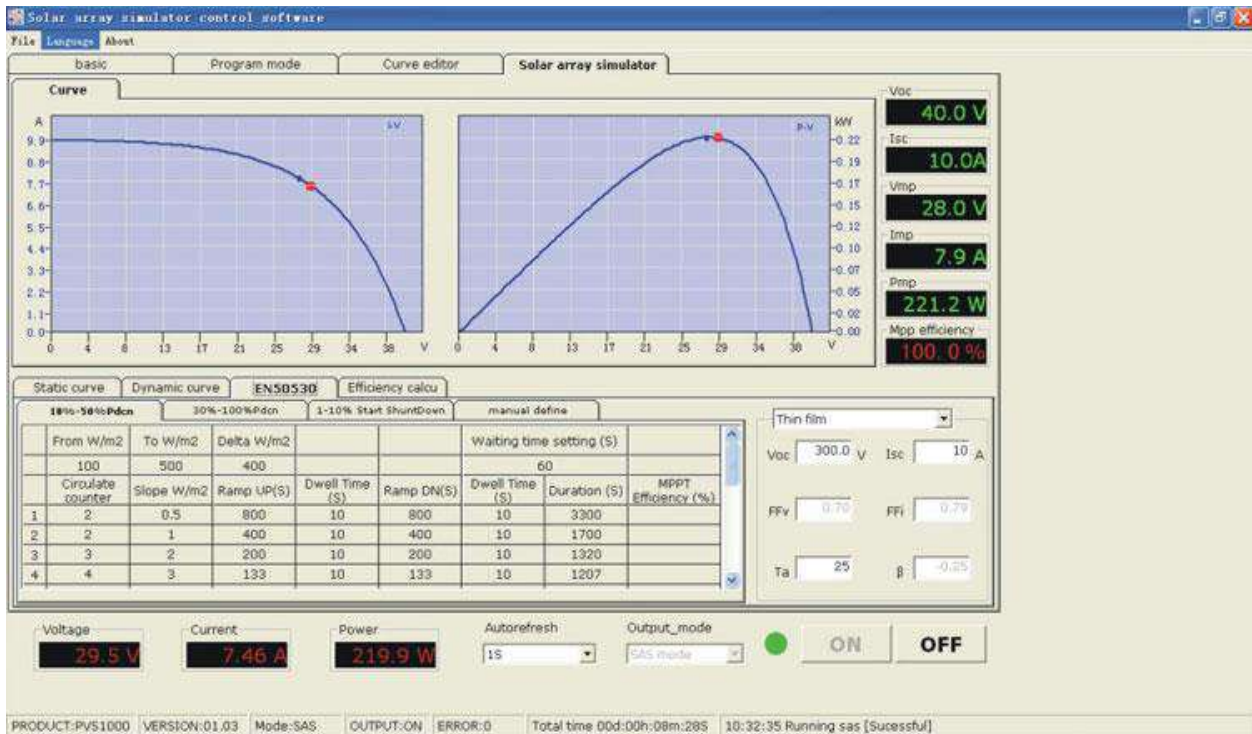 Solar array simulator control software
File Language About
basic Program mode Curve editor Solar array simulator
Curve
A I-V
9.9
8.8
7.7
6.6
5.5
4.4
3.3
2.2
1.1
0.0
0 4 8 13 17 21 25 29 34 38 V
P-V KW
0.22
0.19
0.17
0.15
0.12
0.10
0.07
0.05
0.02
0.00
0 4 8 13 17 21 25 29 34 38 V
Voc
40.0 V
Isc
10.0A
Vmp
28.0 V
Imp
7.9 A
Pmp
221.2 W
Mpp efficiency
100.0 %
Static curve Dynamic curve EN50530 Efficiency calcu
10%-50%Pdcn 30%-100%Pdcn 1-10% Start ShuntDown manual define
From W/m2 To W/m2 Delta W/m2 Waiting time setting (S)
100 500 400 60
Circulate counter Slope W/m2 Ramp UP(S) Dwell Time (S) Ramp DN(S) Dwell Time (S) Duration (S) MPPT Efficiency (%)
1 2 0.5 800 10 800 10 3300
2 2 1 400 10 400 10 1700
3 3 2 200 10 200 10 1320
4 4 3 133 10 133 10 1207
Thin film
Voc 300.0 V Isc 10 A
FFv 0.70 FFi 0.79
Ta 25 β -0.25
Voltage Current Power Autorefresh Output_mode
29.5 V 7.46 A 219.9 W 1S SAS mode ON OFF
PRODUCT:PVS1000 VERSION:01.03 Mode:SAS OUTPUT:ON ERROR:0 Total time 00d:00h:08m:28S 10:32:35 Running sas [Sucessful]